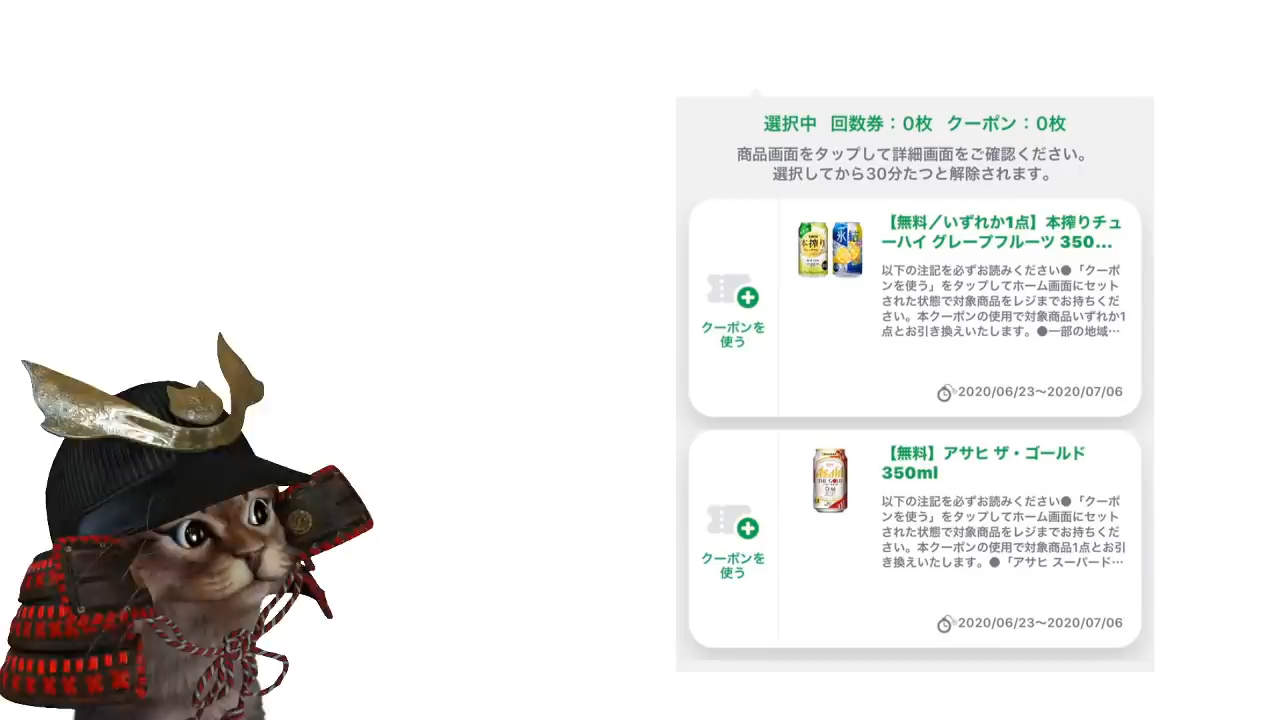 選択中 回数券：0枚 クーポン：0枚
商品画面をタップして詳細画面をご確認ください。
選択してから30分たつと解除されます。
【無料／いずれか1点】本搾りチュ
ーハイ グレープフルーツ 350...
本搾り
氷結
以下の注記を必ずお読みください●「クーポ
ンを使う」をタップしてホーム画面にセット
された状態で対象商品をレジまでお持ちくだ
さい。本クーポンの使用で対象商品いずれか1
点とお引き換えいたします。●一部の地域…
クーポンを
使う
2020/06/23〜2020/07/06
【無料】アサヒ ザ・ゴールド
350ml
Asahi
THE GOLD
以下の注記を必ずお読みください●「クーポ
ンを使う」をタップしてホーム画面にセット
された状態で対象商品をレジまでお持ちくだ
さい。本クーポンの使用で対象商品1点とお引
き換えいたします。●「アサヒ スーパード…
クーポンを
使う
2020/06/23〜2020/07/06